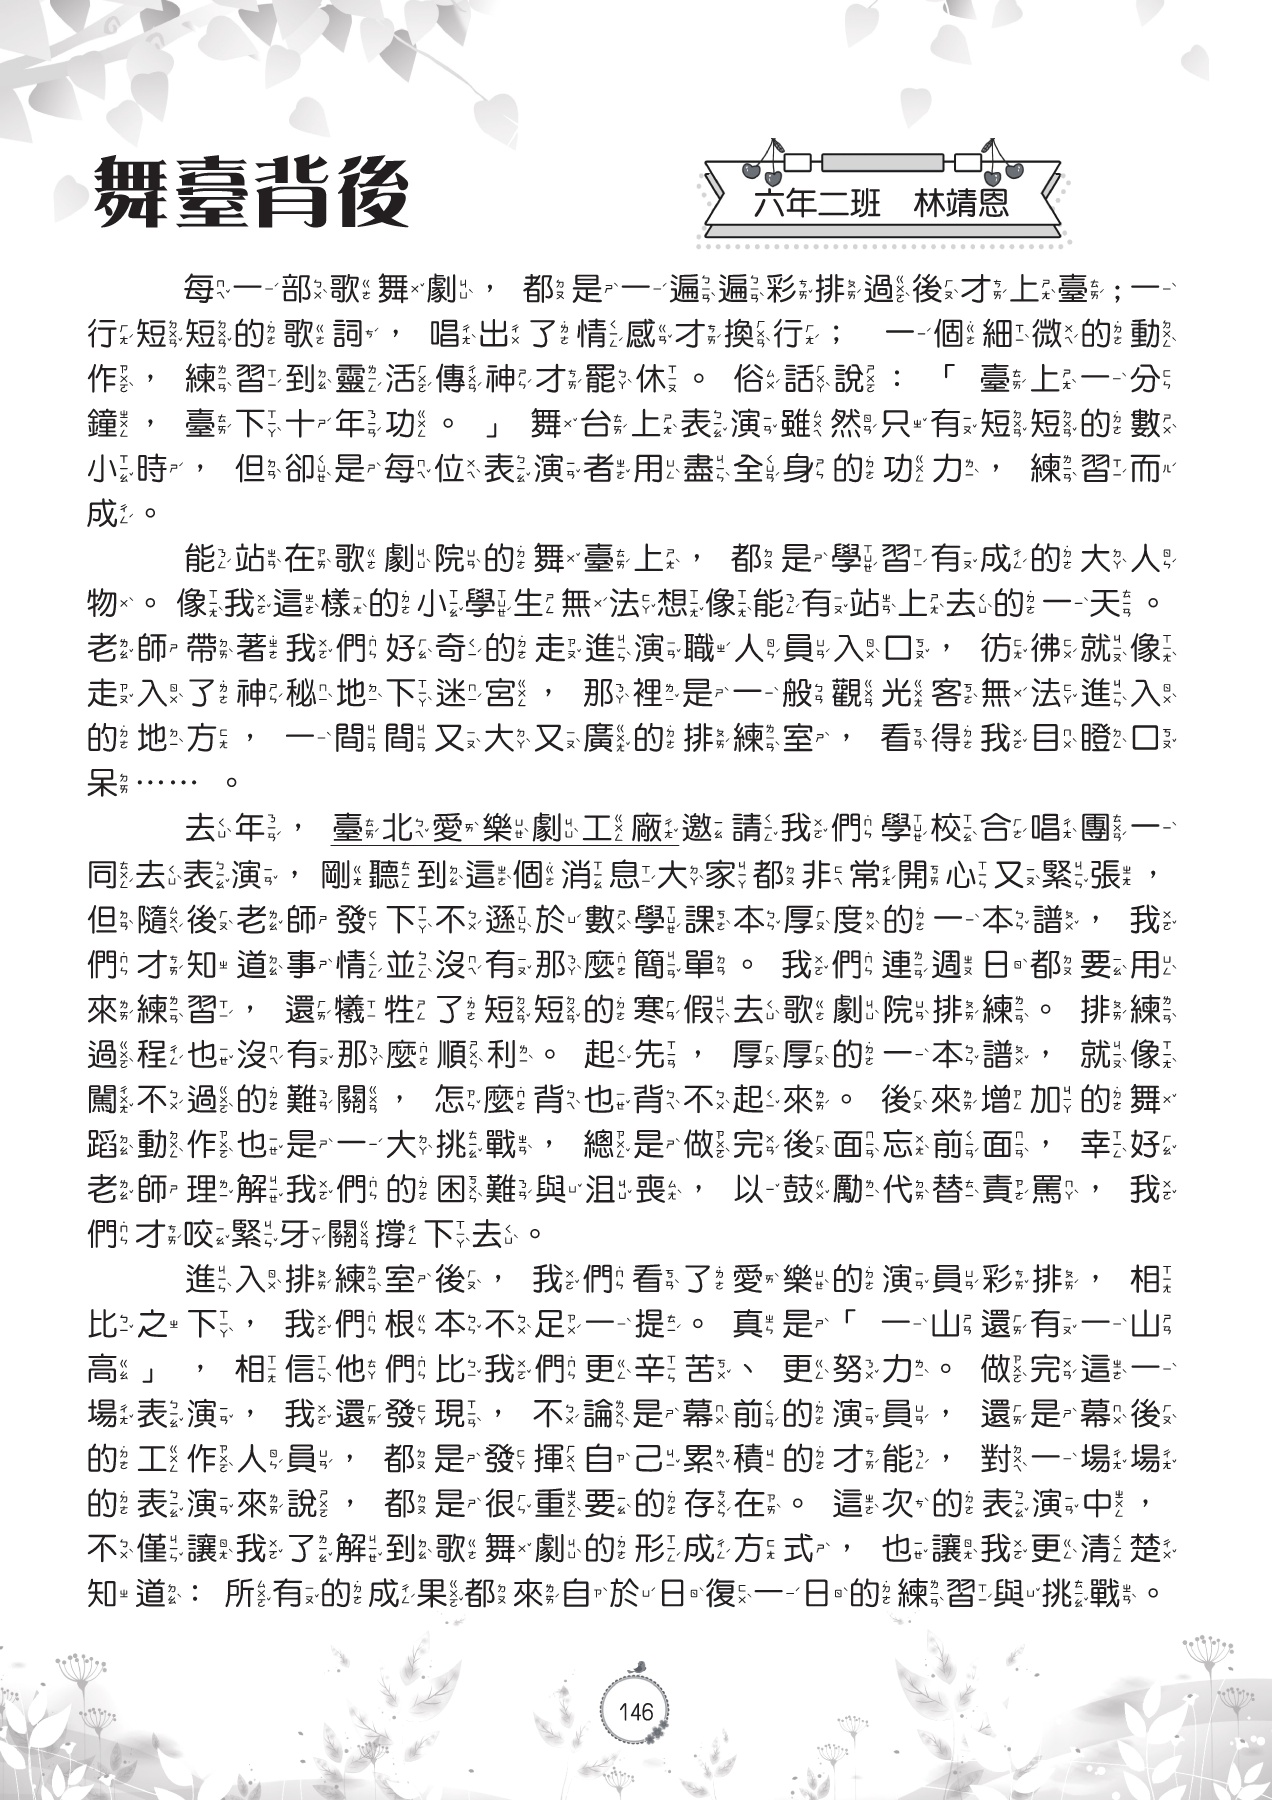 舞臺背後
六年二班　林靖恩
每一部歌舞劇，都是一遍遍彩排過後才上臺;一
行短短的歌詞，唱出了情感才換行；一個細微的動
作，練習到靈活傳神才罷休。俗話說：「臺上一分
鐘，臺下十年功。」舞台上表演雖然只有短短的數
小時，但卻是每位表演者用盡全身的功力，練習而
成。
能站在歌劇院的舞臺上，都是學習有成的大人
物。像我這樣的小學生無法想像能有站上去的一天。
老師帶著我們好奇的走進演職人員入口，彷彿就像
走入了神秘地下迷宮，那裡是一般觀光客無法進入
的地方，一間間又大又廣的排練室，看得我目瞪口
呆……。
去年，臺北愛樂劇工廠邀請我們學校合唱團一
同去表演，剛聽到這個消息大家都非常開心又緊張，
但隨後老師發下不遜於數學課本厚度的一本譜，我
們才知道事情並沒有那麼簡單。我們連週日都要用
來練習，還犧牲了短短的寒假去歌劇院排練。排練
過程也沒有那麼順利。起先，厚厚的一本譜，就像
闖不過的難關，怎麼背也背不起來。後來增加的舞
蹈動作也是一大挑戰，總是做完後面忘前面，幸好
老師理解我們的困難與沮喪，以鼓勵代替責罵，我
們才咬緊牙關撐下去。
進入排練室後，我們看了愛樂的演員彩排，相
比之下，我們根本不足一提。真是「一山還有一山
高」，相信他們比我們更辛苦、更努力。做完這一
場表演，我還發現，不論是幕前的演員，還是幕後
的工作人員，都是發揮自己累積的才能，對一場場
的表演來說，都是很重要的存在。這次的表演中，
不僅讓我了解到歌舞劇的形成方式，也讓我更清楚
知道：所有的成果都來自於日復一日的練習與挑戰。
146